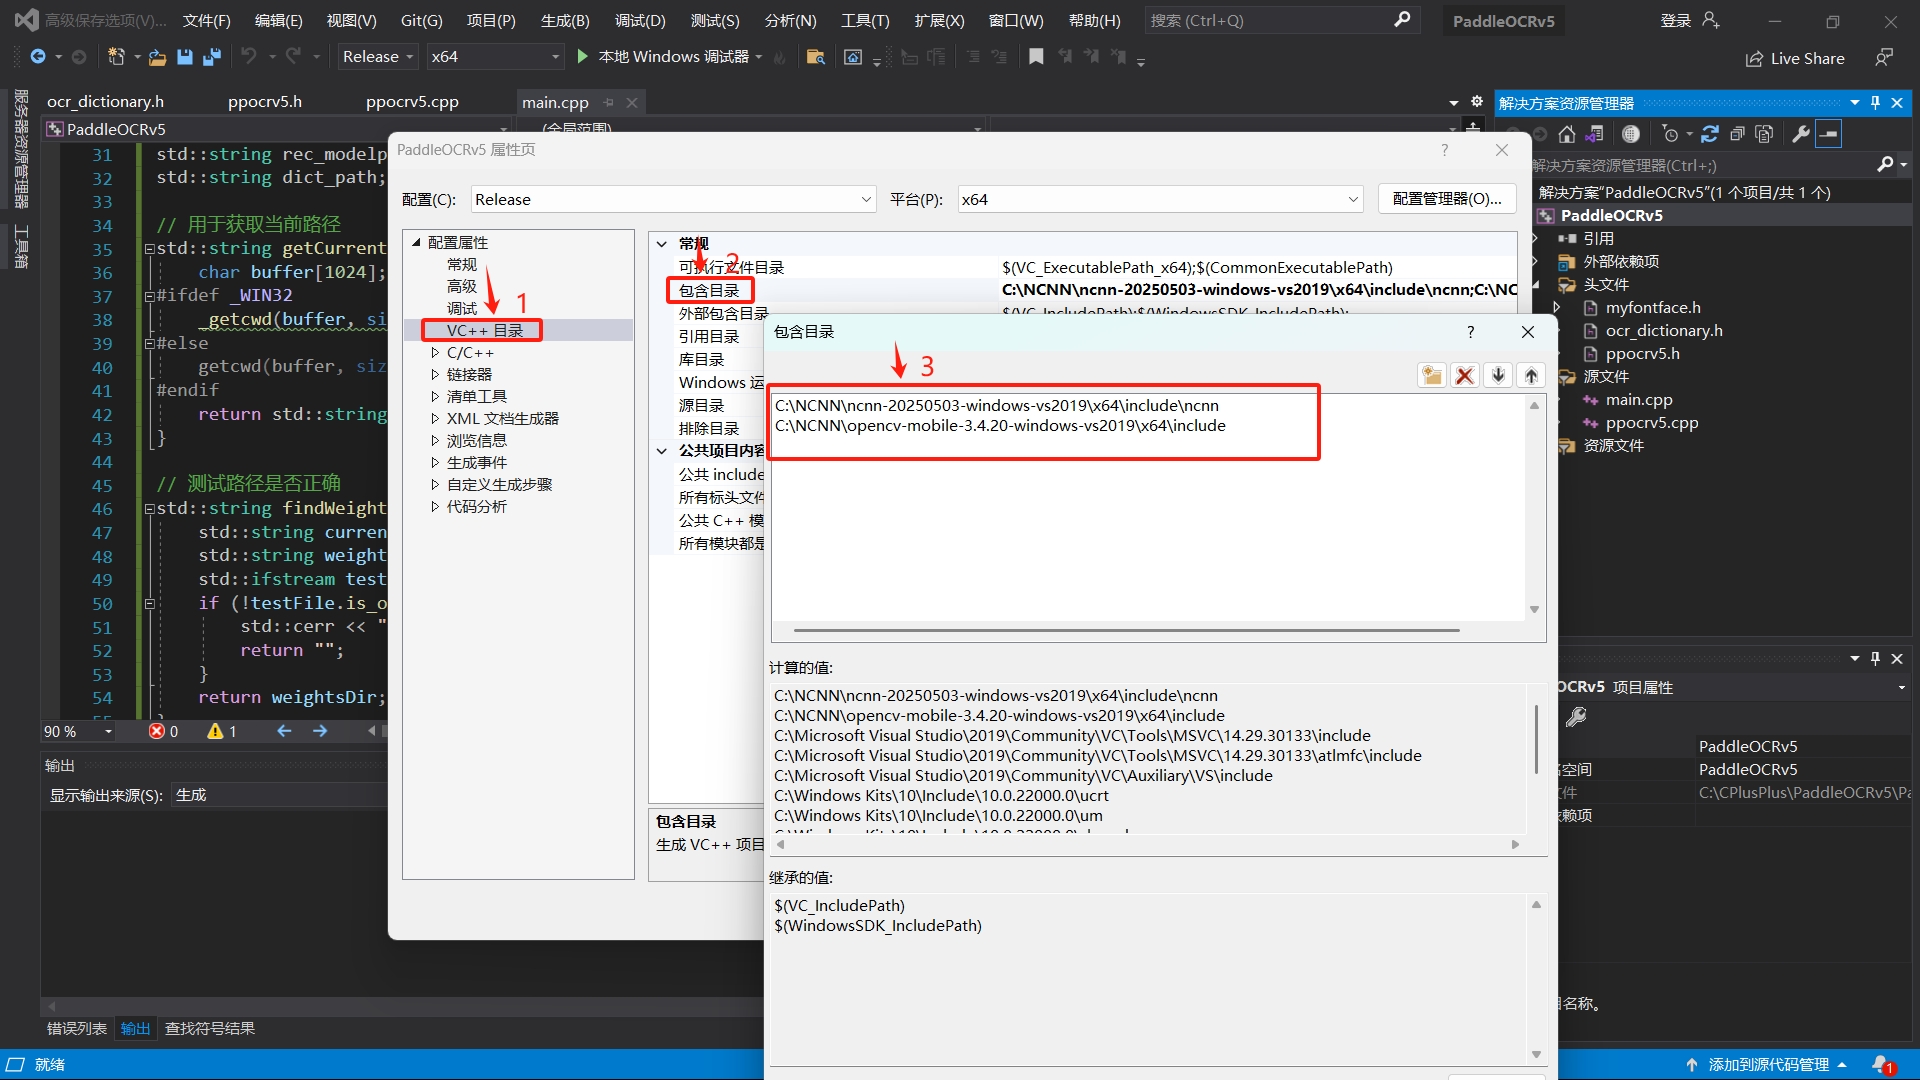 高级保存选项(V)... 文件(F) 编辑(E) 视图(V) Git(G) 项目(P) 生成(B) 调试(D) 测试(S) 分析(N) 工具(T) 扩展(X) 窗口(W) 帮助(H) 搜索 (Ctrl+Q) PaddleOCRv5 登录
Release x64 本地 Windows 调试器 Live Share
服务器资源管理器
工具箱
ocr_dictionary.h ppocrv5.h ppocrv5.cpp main.cpp
PaddleOCRv5 (全局范围)
31 std::string rec_modelp
32 std::string dict_path;
33
34 // 用于获取当前路径
35 std::string getCurrent
36 char buffer[1024];
37 #ifdef _WIN32
38 _getcwd(buffer, si
39 #else
40 getcwd(buffer, siz
41 #endif
42 return std::string
43 }
44
45 // 测试路径是否正确
46 std::string findWeight
47 std::string curren
48 std::string weight
49 std::ifstream test
50 if (!testFile.is_o
51 std::cerr << "
52 return "";
53 }
54 return weightsDir;
90 % 0 1
输出
显示输出来源(S): 生成
错误列表 输出 查找符号结果
就绪
添加到源代码管理 1
PaddleOCRv5 属性页 ?
配置(C): Release 平台(P): x64 配置管理器(O)...
配置属性
常规
高级
调试
VC++ 目录
C/C++
链接器
清单工具
XML 文档生成器
浏览信息
生成事件
自定义生成步骤
代码分析
1
2
3
常规
可执行文件目录 $(VC_ExecutablePath_x64);$(CommonExecutablePath)
包含目录 C:\NCNN\ncnn-20250503-windows-vs2019\x64\include\ncnn;C:\NC
外部包含目录 $(VC_IncludePath);$(WindowsSDK_IncludePath);
引用目录
库目录
Windows 运
源目录
排除目录
公共项目内容
公共 include
所有标头文件
公共 C++ 模
所有模块都是
包含目录
生成 VC++ 项目
包含目录 ?
C:\NCNN\ncnn-20250503-windows-vs2019\x64\include\ncnn
C:\NCNN\opencv-mobile-3.4.20-windows-vs2019\x64\include
计算的值:
C:\NCNN\ncnn-20250503-windows-vs2019\x64\include\ncnn
C:\NCNN\opencv-mobile-3.4.20-windows-vs2019\x64\include
C:\Microsoft Visual Studio\2019\Community\VC\Tools\MSVC\14.29.30133\include
C:\Microsoft Visual Studio\2019\Community\VC\Tools\MSVC\14.29.30133\atlmfc\include
C:\Microsoft Visual Studio\2019\Community\VC\Auxiliary\VS\include
C:\Windows Kits\10\Include\10.0.22000.0\ucrt
C:\Windows Kits\10\Include\10.0.22000.0\um
继承的值:
$(VC_IncludePath)
$(WindowsSDK_IncludePath)
解决方案资源管理器
解决方案资源管理器(Ctrl+;)
解决方案"PaddleOCRv5"(1 个项目/共 1 个)
PaddleOCRv5
引用
外部依赖项
头文件
myfontface.h
ocr_dictionary.h
ppocrv5.h
源文件
main.cpp
ppocrv5.cpp
资源文件
OCRv5 项目属性
PaddleOCRv5
空间 PaddleOCRv5
件 C:\CPlusPlus\PaddleOCRv5\Pa
赖项
名称。